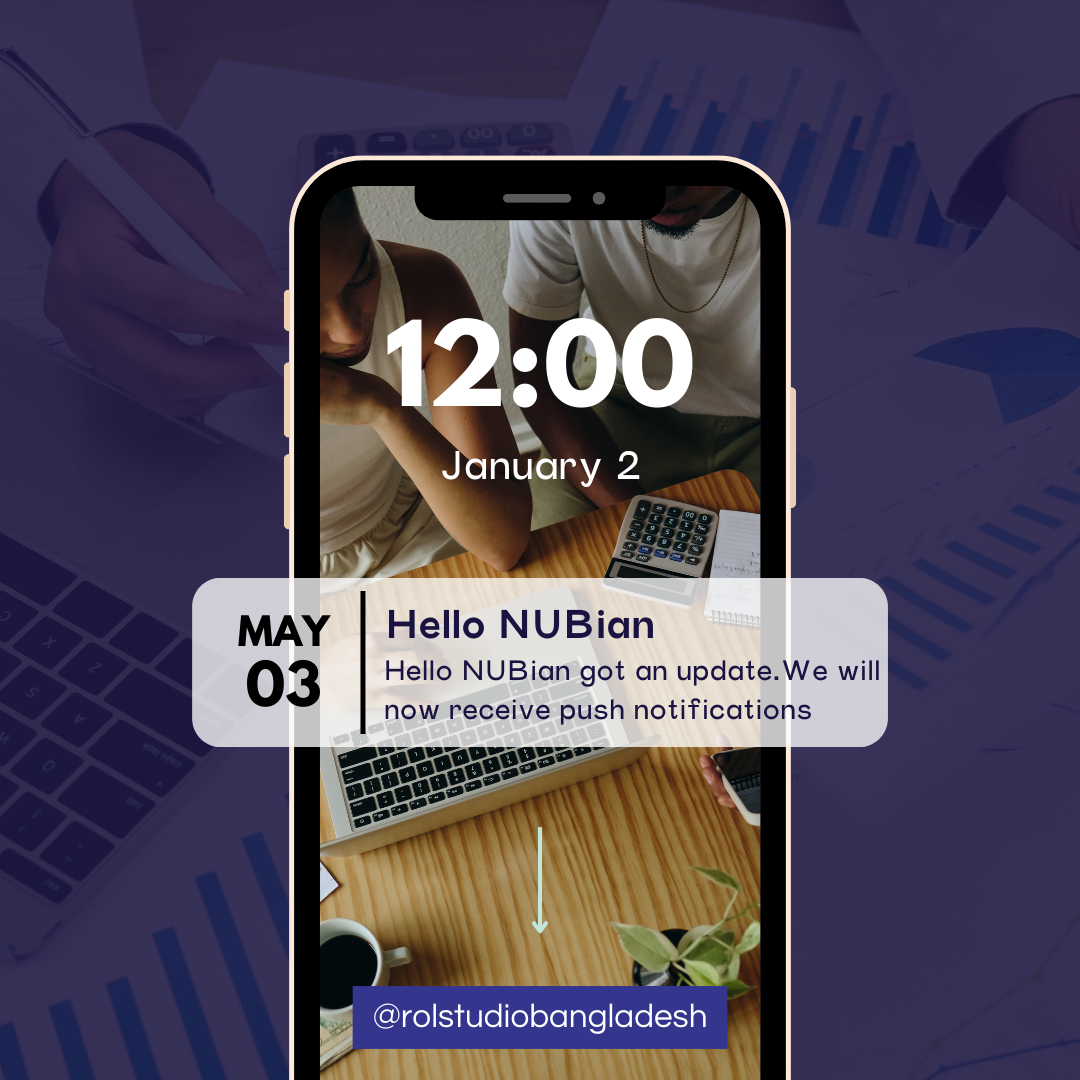 12:00
January 2
MAY
03
Hello NUBian
Hello NUBian got an update.We will
now receive push notifications
@rolstudiobangladesh